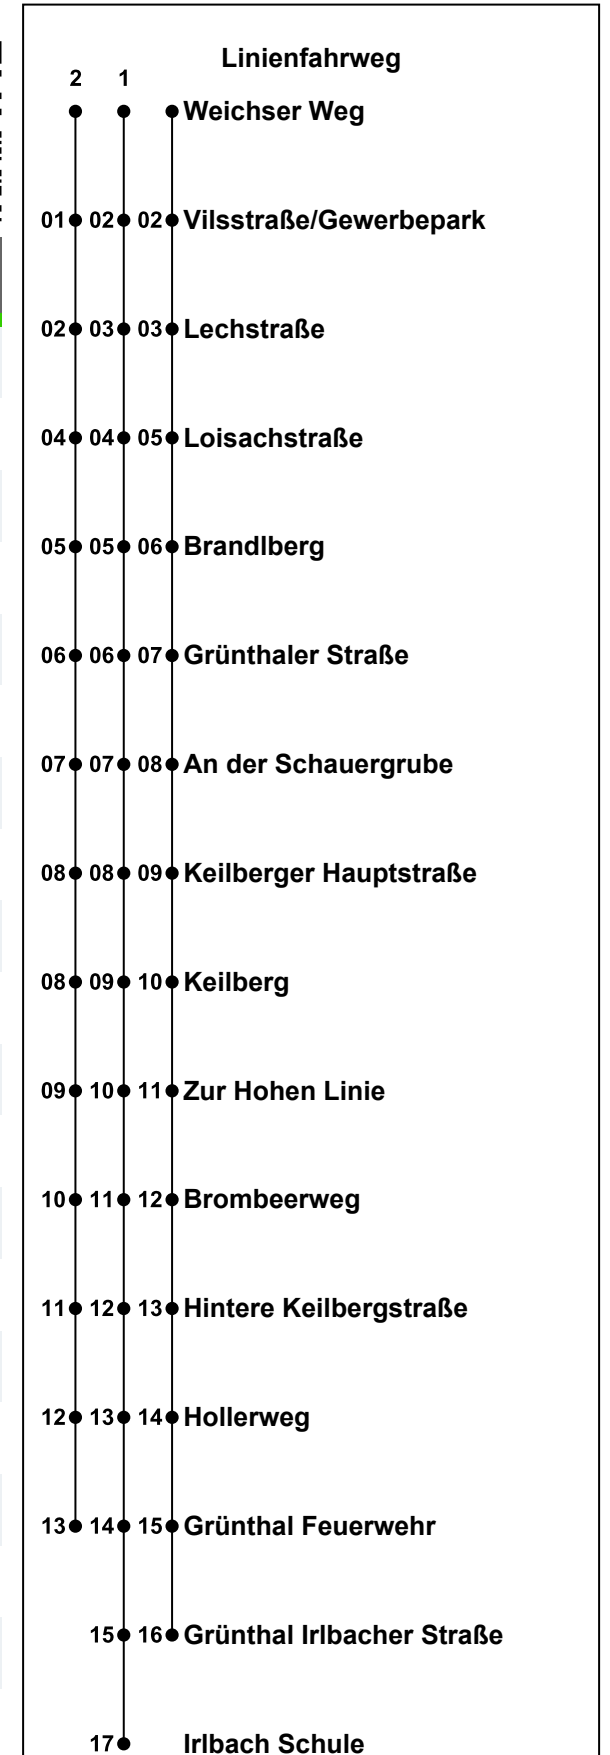 Linienfahrweg
2 1
Weichser Weg
01 02 02 Vilsstraße/Gewerbepark
02 03 03 Lechstraße
04 04 05 Loisachstraße
05 05 06 Brandlberg
06 06 07 Grünthaler Straße
07 07 08 An der Schauergrube
08 08 09 Keilberger Hauptstraße
08 09 10 Keilberg
09 10 11 Zur Hohen Linie
10 11 12 Brombeerweg
11 12 13 Hintere Keilbergstraße
12 13 14 Hollerweg
13 14 15 Grünthal Feuerwehr
15 16 Grünthal Irlbacher Straße
17 Irlbach Schule